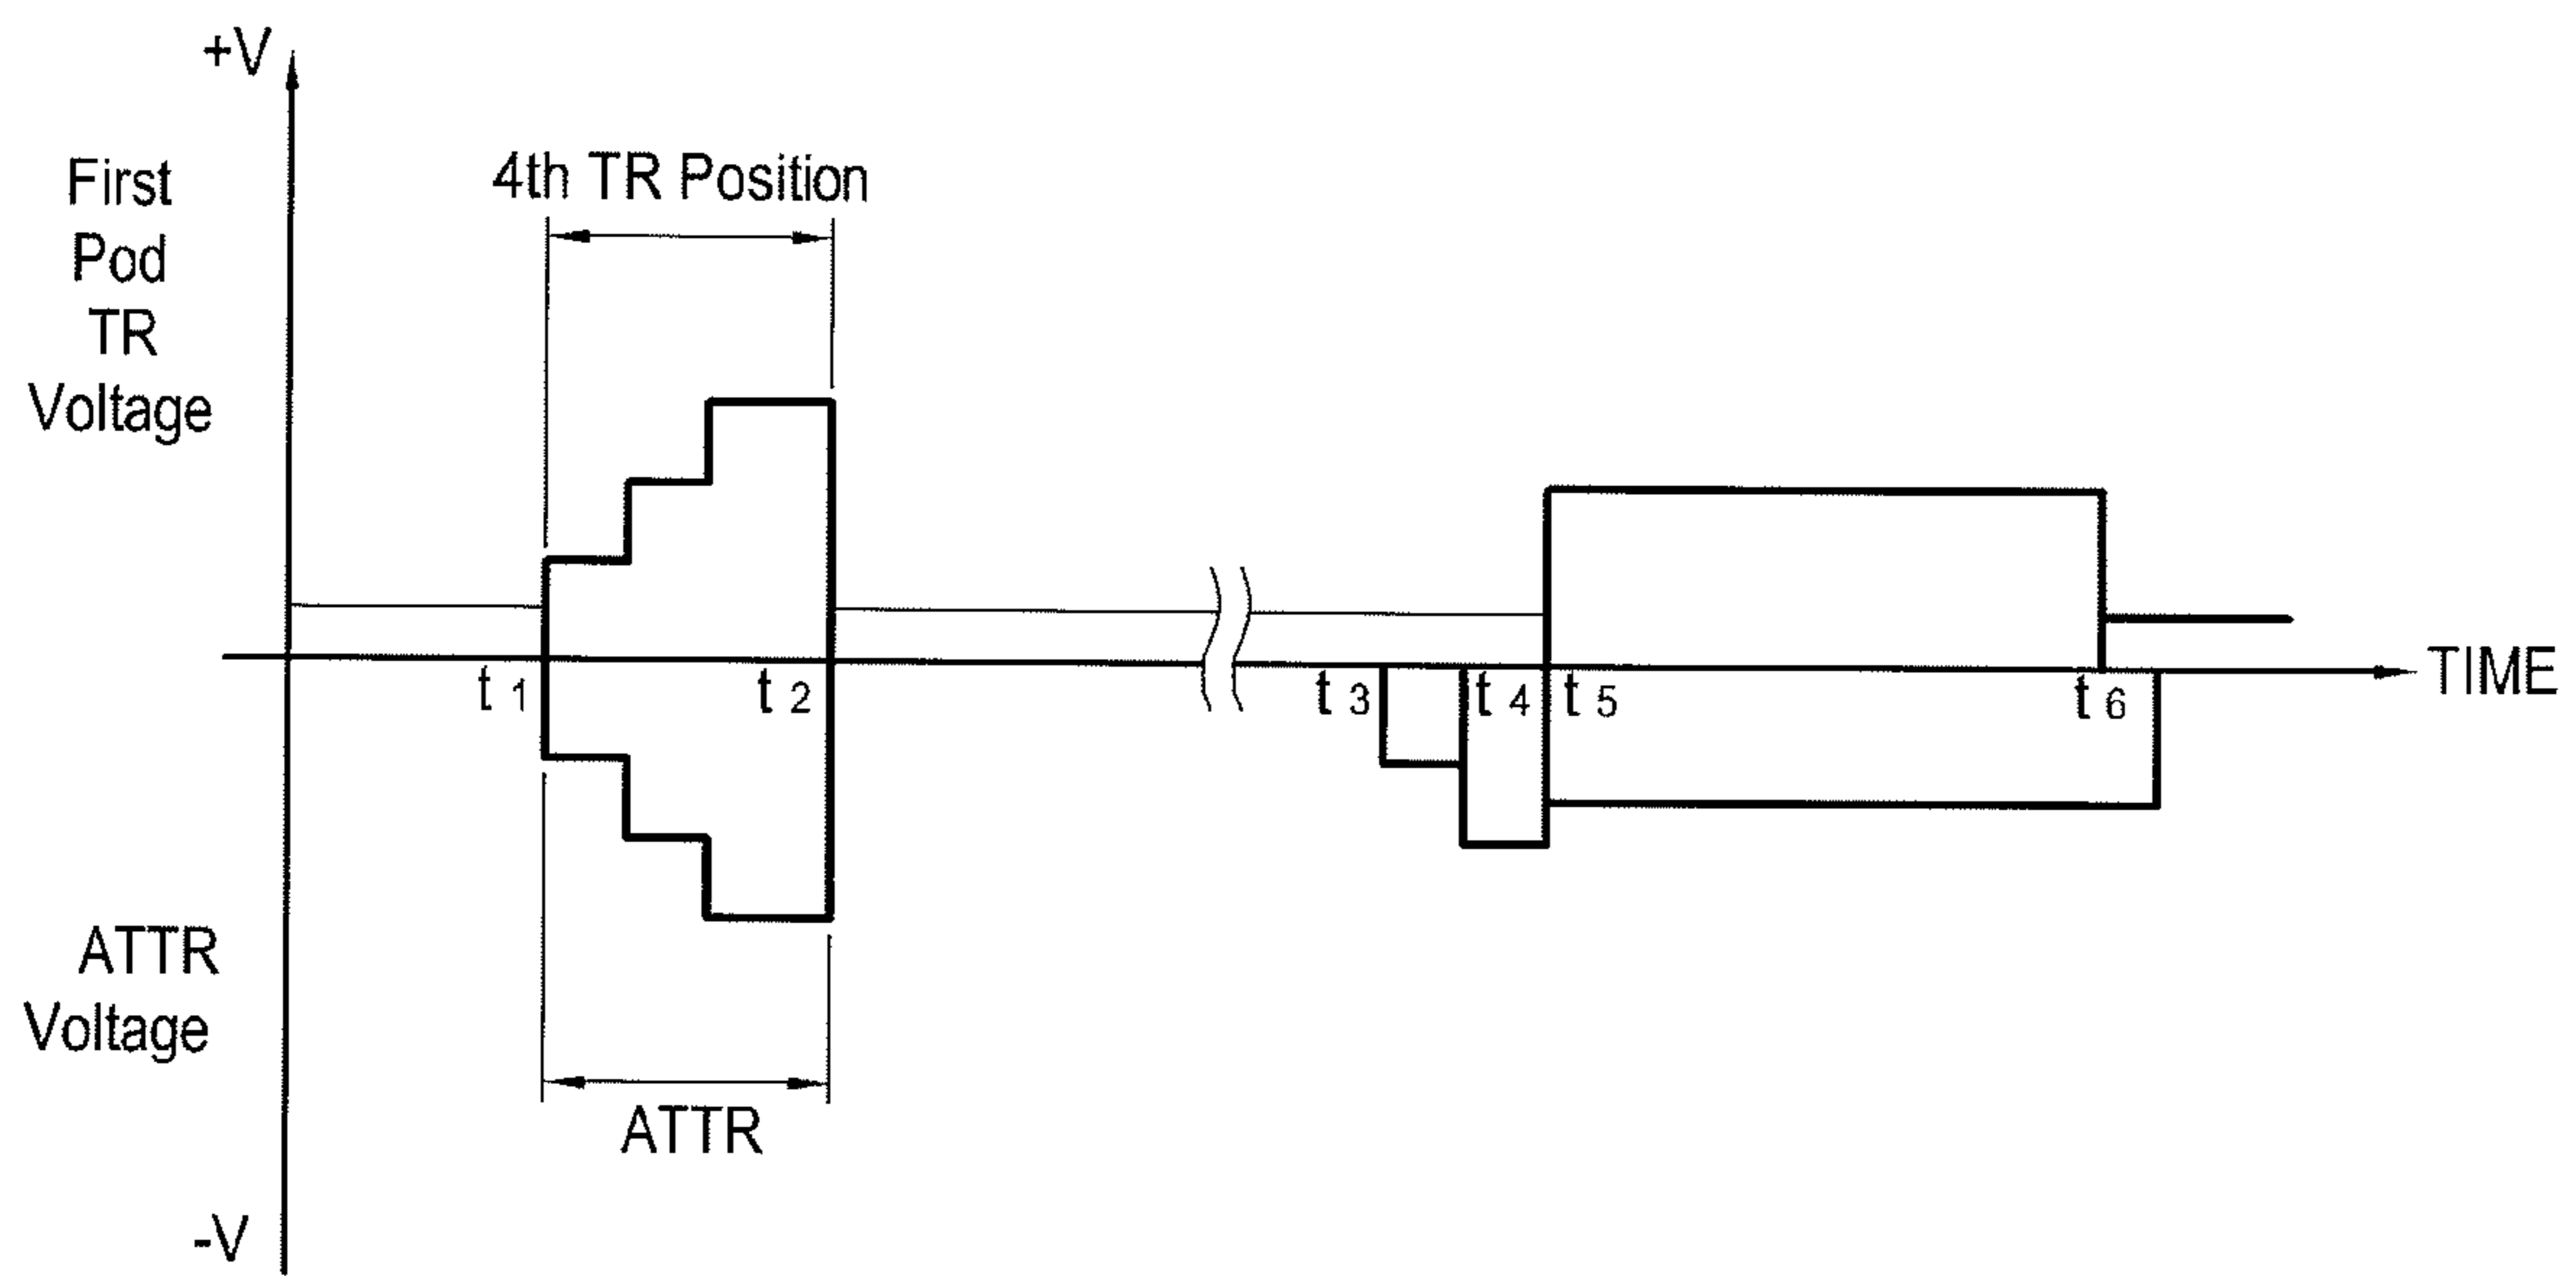 +V
First
Pod
TR
Voltage
4th TR Position
t 1
t 2
t 3
t 4
t 5
t 6
TIME
ATTR
Voltage
ATTR
-V